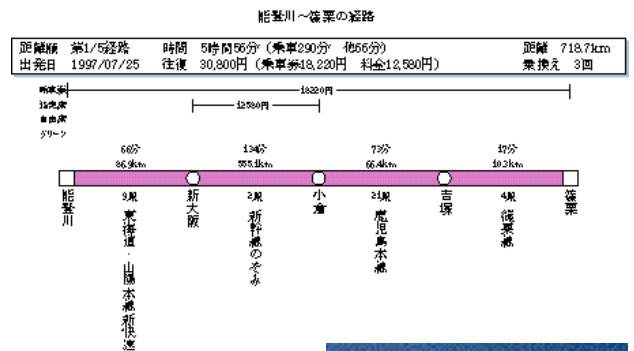 能登川～篠栗の経路
距離順 第1/5経路 時間 5時間56分（乗車290分 他66分） 距離 718.7km
出発日 1997/07/25 往復 30,800円（乗車券18,220円 料金12,580円） 乗換え 3回
乗車券 18220円
指定席 12580円
自由席
グリーン
66分 134分 73分 17分
86.9km 555.1km 66.4km 10.3km
能登川 新大阪 小倉 吉塚 篠栗
9駅 東海道・山陽本線新快速
2駅 新幹線のぞみ
21駅 鹿児島本線
4駅 篠栗線